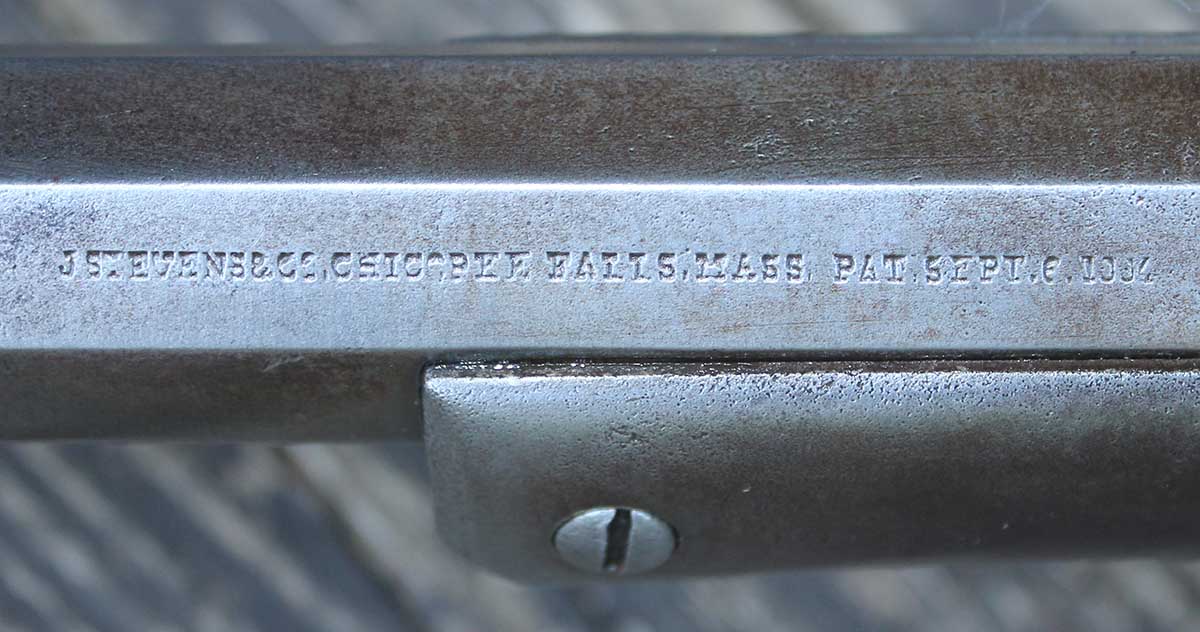 J STEVENS & CO. CHICOPEE FALLS, MASS. PAT. SEPT. 6. 1864